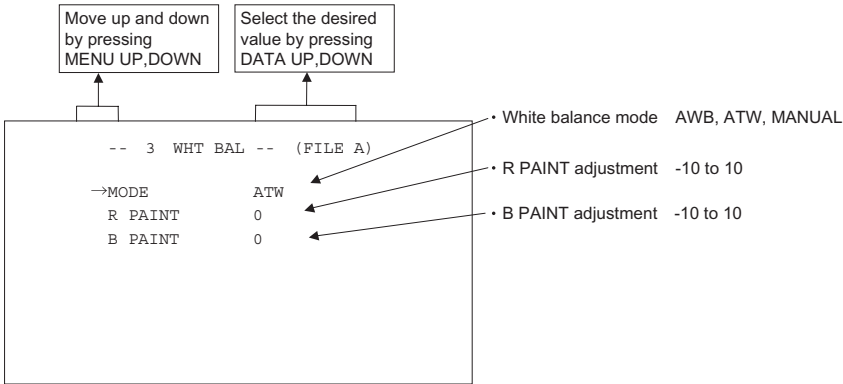 Move up and down
by pressing
MENU UP,DOWN
Select the desired
value by pressing
DATA UP,DOWN
-- 3 WHT BAL -- (FILE A)
→MODE ATW
R PAINT 0
B PAINT 0
• White balance mode AWB, ATW, MANUAL
• R PAINT adjustment -10 to 10
• B PAINT adjustment -10 to 10